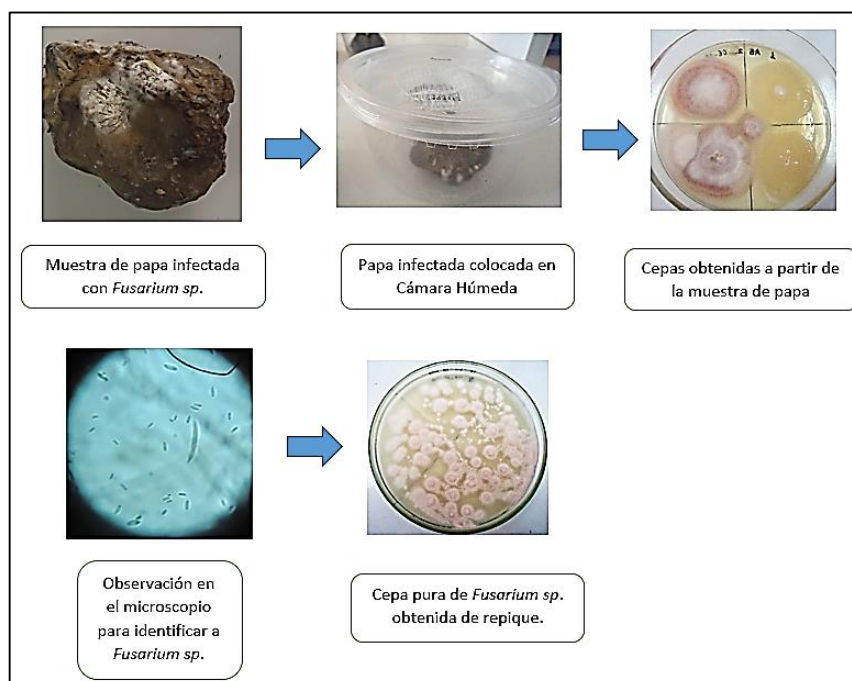 Muestra de papa infectada
con Fusarium sp.
Papa infectada colocada en
Cámara Húmeda
Cepas obtenidas a partir de
la muestra de papa
Observación en
el microscopio
para identificar a
Fusarium sp.
Cepa pura de Fusarium sp.
obtenida de repique.